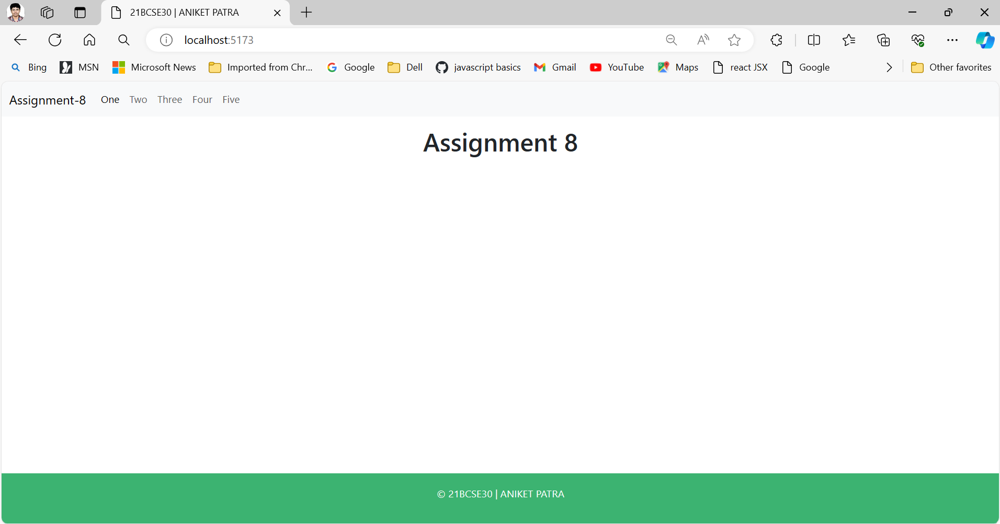 21BCSE30 | ANIKET PATRA
localhost:5173
Bing MSN Microsoft News Imported from Chr... Google Dell javascript basics Gmail YouTube Maps react JSX Google Other favorites
Assignment-8 One Two Three Four Five
Assignment 8
© 21BCSE30 | ANIKET PATRA